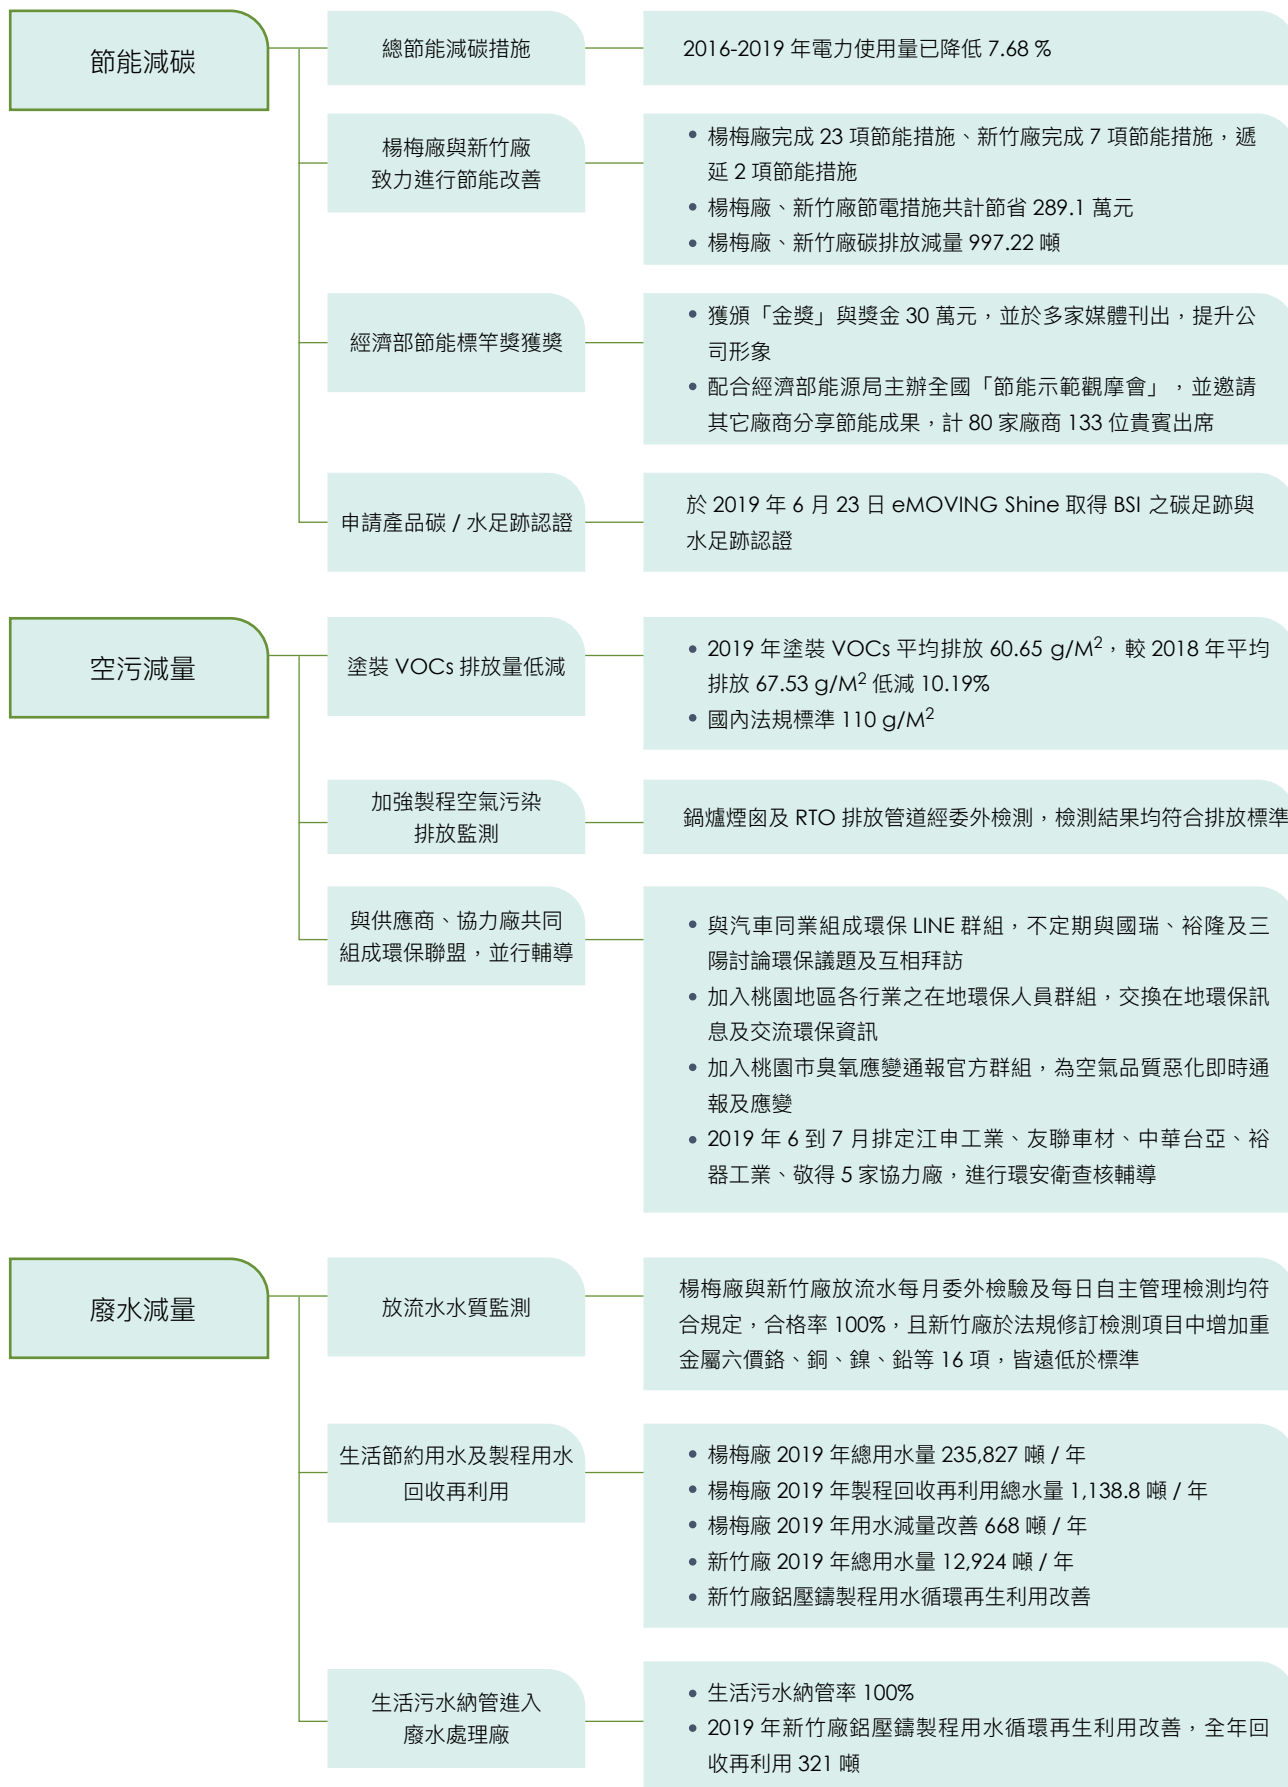 節能減碳
總節能減碳措施
2016-2019 年電力使用量已降低 7.68 %
楊梅廠與新竹廠
致力進行節能改善
• 楊梅廠完成 23 項節能措施、新竹廠完成 7 項節能措施，遞
延 2 項節能措施
• 楊梅廠、新竹廠節電措施共計節省 289.1 萬元
• 楊梅廠、新竹廠碳排放減量 997.22 噸
經濟部節能標竿獎獲獎
• 獲頒「金獎」與獎金 30 萬元，並於多家媒體刊出，提升公
司形象
• 配合經濟部能源局主辦全國「節能示範觀摩會」，並邀請
其它廠商分享節能成果，計 80 家廠商 133 位貴賓出席
申請產品碳 / 水足跡認證
於 2019 年 6 月 23 日 eMOVING Shine 取得 BSI 之碳足跡與
水足跡認證
空污減量
塗裝 VOCs 排放量低減
• 2019 年塗裝 VOCs 平均排放 60.65 g/M²，較 2018 年平均
排放 67.53 g/M² 低減 10.19%
• 國內法規標準 110 g/M²
加強製程空氣污染
排放監測
鍋爐煙囪及 RTO 排放管道經委外檢測，檢測結果均符合排放標準
與供應商、協力廠共同
組成環保聯盟，並行輔導
• 與汽車同業組成環保 LINE 群組，不定期與國瑞、裕隆及三
陽討論環保議題及互相拜訪
• 加入桃園地區各行業之在地環保人員群組，交換在地環保訊
息及交流環保資訊
• 加入桃園市臭氧應變通報官方群組，為空氣品質惡化即時通
報及應變
• 2019 年 6 到 7 月排定江申工業、友聯車材、中華台亞、裕
器工業、敬得 5 家協力廠，進行環安衛查核輔導
廢水減量
放流水水質監測
楊梅廠與新竹廠放流水每月委外檢驗及每日自主管理檢測均符
合規定，合格率 100%，且新竹廠於法規修訂檢測項目中增加重
金屬六價鉻、銅、鎳、鉛等 16 項，皆遠低於標準
生活節約用水及製程用水
回收再利用
• 楊梅廠 2019 年總用水量 235,827 噸 / 年
• 楊梅廠 2019 年製程回收再利用總水量 1,138.8 噸 / 年
• 楊梅廠 2019 年用水減量改善 668 噸 / 年
• 新竹廠 2019 年總用水量 12,924 噸 / 年
• 新竹廠鋁壓鑄製程用水循環再生利用改善
生活污水納管進入
廢水處理廠
• 生活污水納管率 100%
• 2019 年新竹廠鋁壓鑄製程用水循環再生利用改善，全年回
收再利用 321 噸